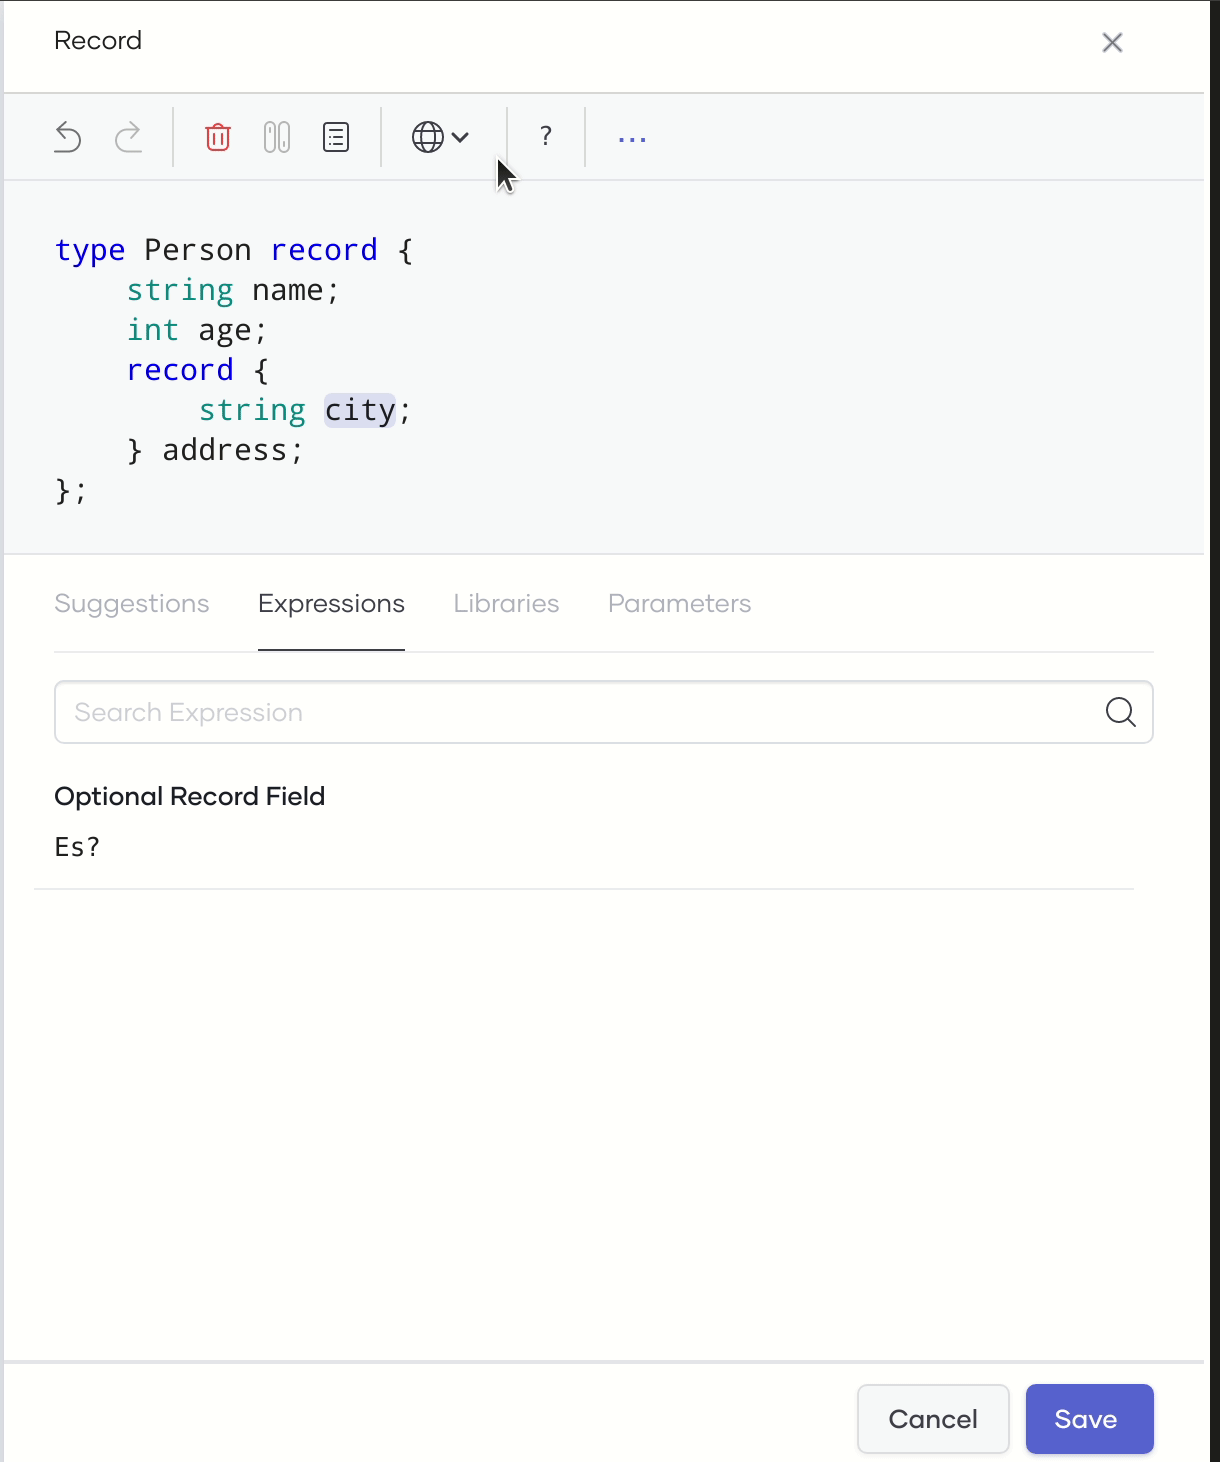 Record
?
...
type Person record {
    string name;
    int age;
    record {
        string city;
    } address;
};
Suggestions Expressions Libraries Parameters
Search Expression
Optional Record Field
Es?
Cancel Save